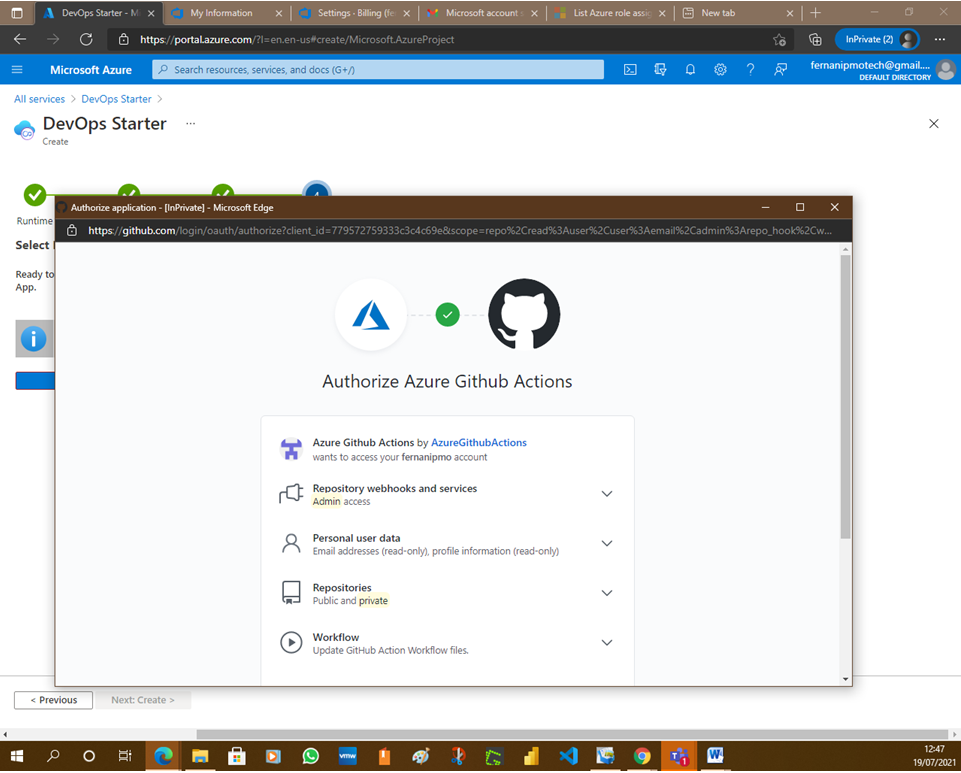 DevOps Starter - M
My Information
Settings - Billing (fe
Microsoft account s
List Azure role assig
New tab
https://portal.azure.com/?l=en.en-us#create/Microsoft.AzureProject
InPrivate (2)
Microsoft Azure
Search resources, services, and docs (G+/)
fernanipmotech@gmail....
DEFAULT DIRECTORY
All services > DevOps Starter >
DevOps Starter ...
Create
4
Runtime
Select
Ready to
App.
Authorize application - [InPrivate] - Microsoft Edge
https://github.com/login/oauth/authorize?client_id=779572759333c3c4c69e&scope=repo%2Cread%3Auser%2Cuser%3Aemail%2Cadmin%3Arepo_hook%2Cw...
Authorize Azure Github Actions
Azure Github Actions by AzureGithubActions
wants to access your fernanipmo account
Repository webhooks and services
Admin access
Personal user data
Email addresses (read-only), profile information (read-only)
Repositories
Public and private
Workflow
Update GitHub Action Workflow files.
< Previous
Next: Create >
vmw
1
12:47
19/07/2021